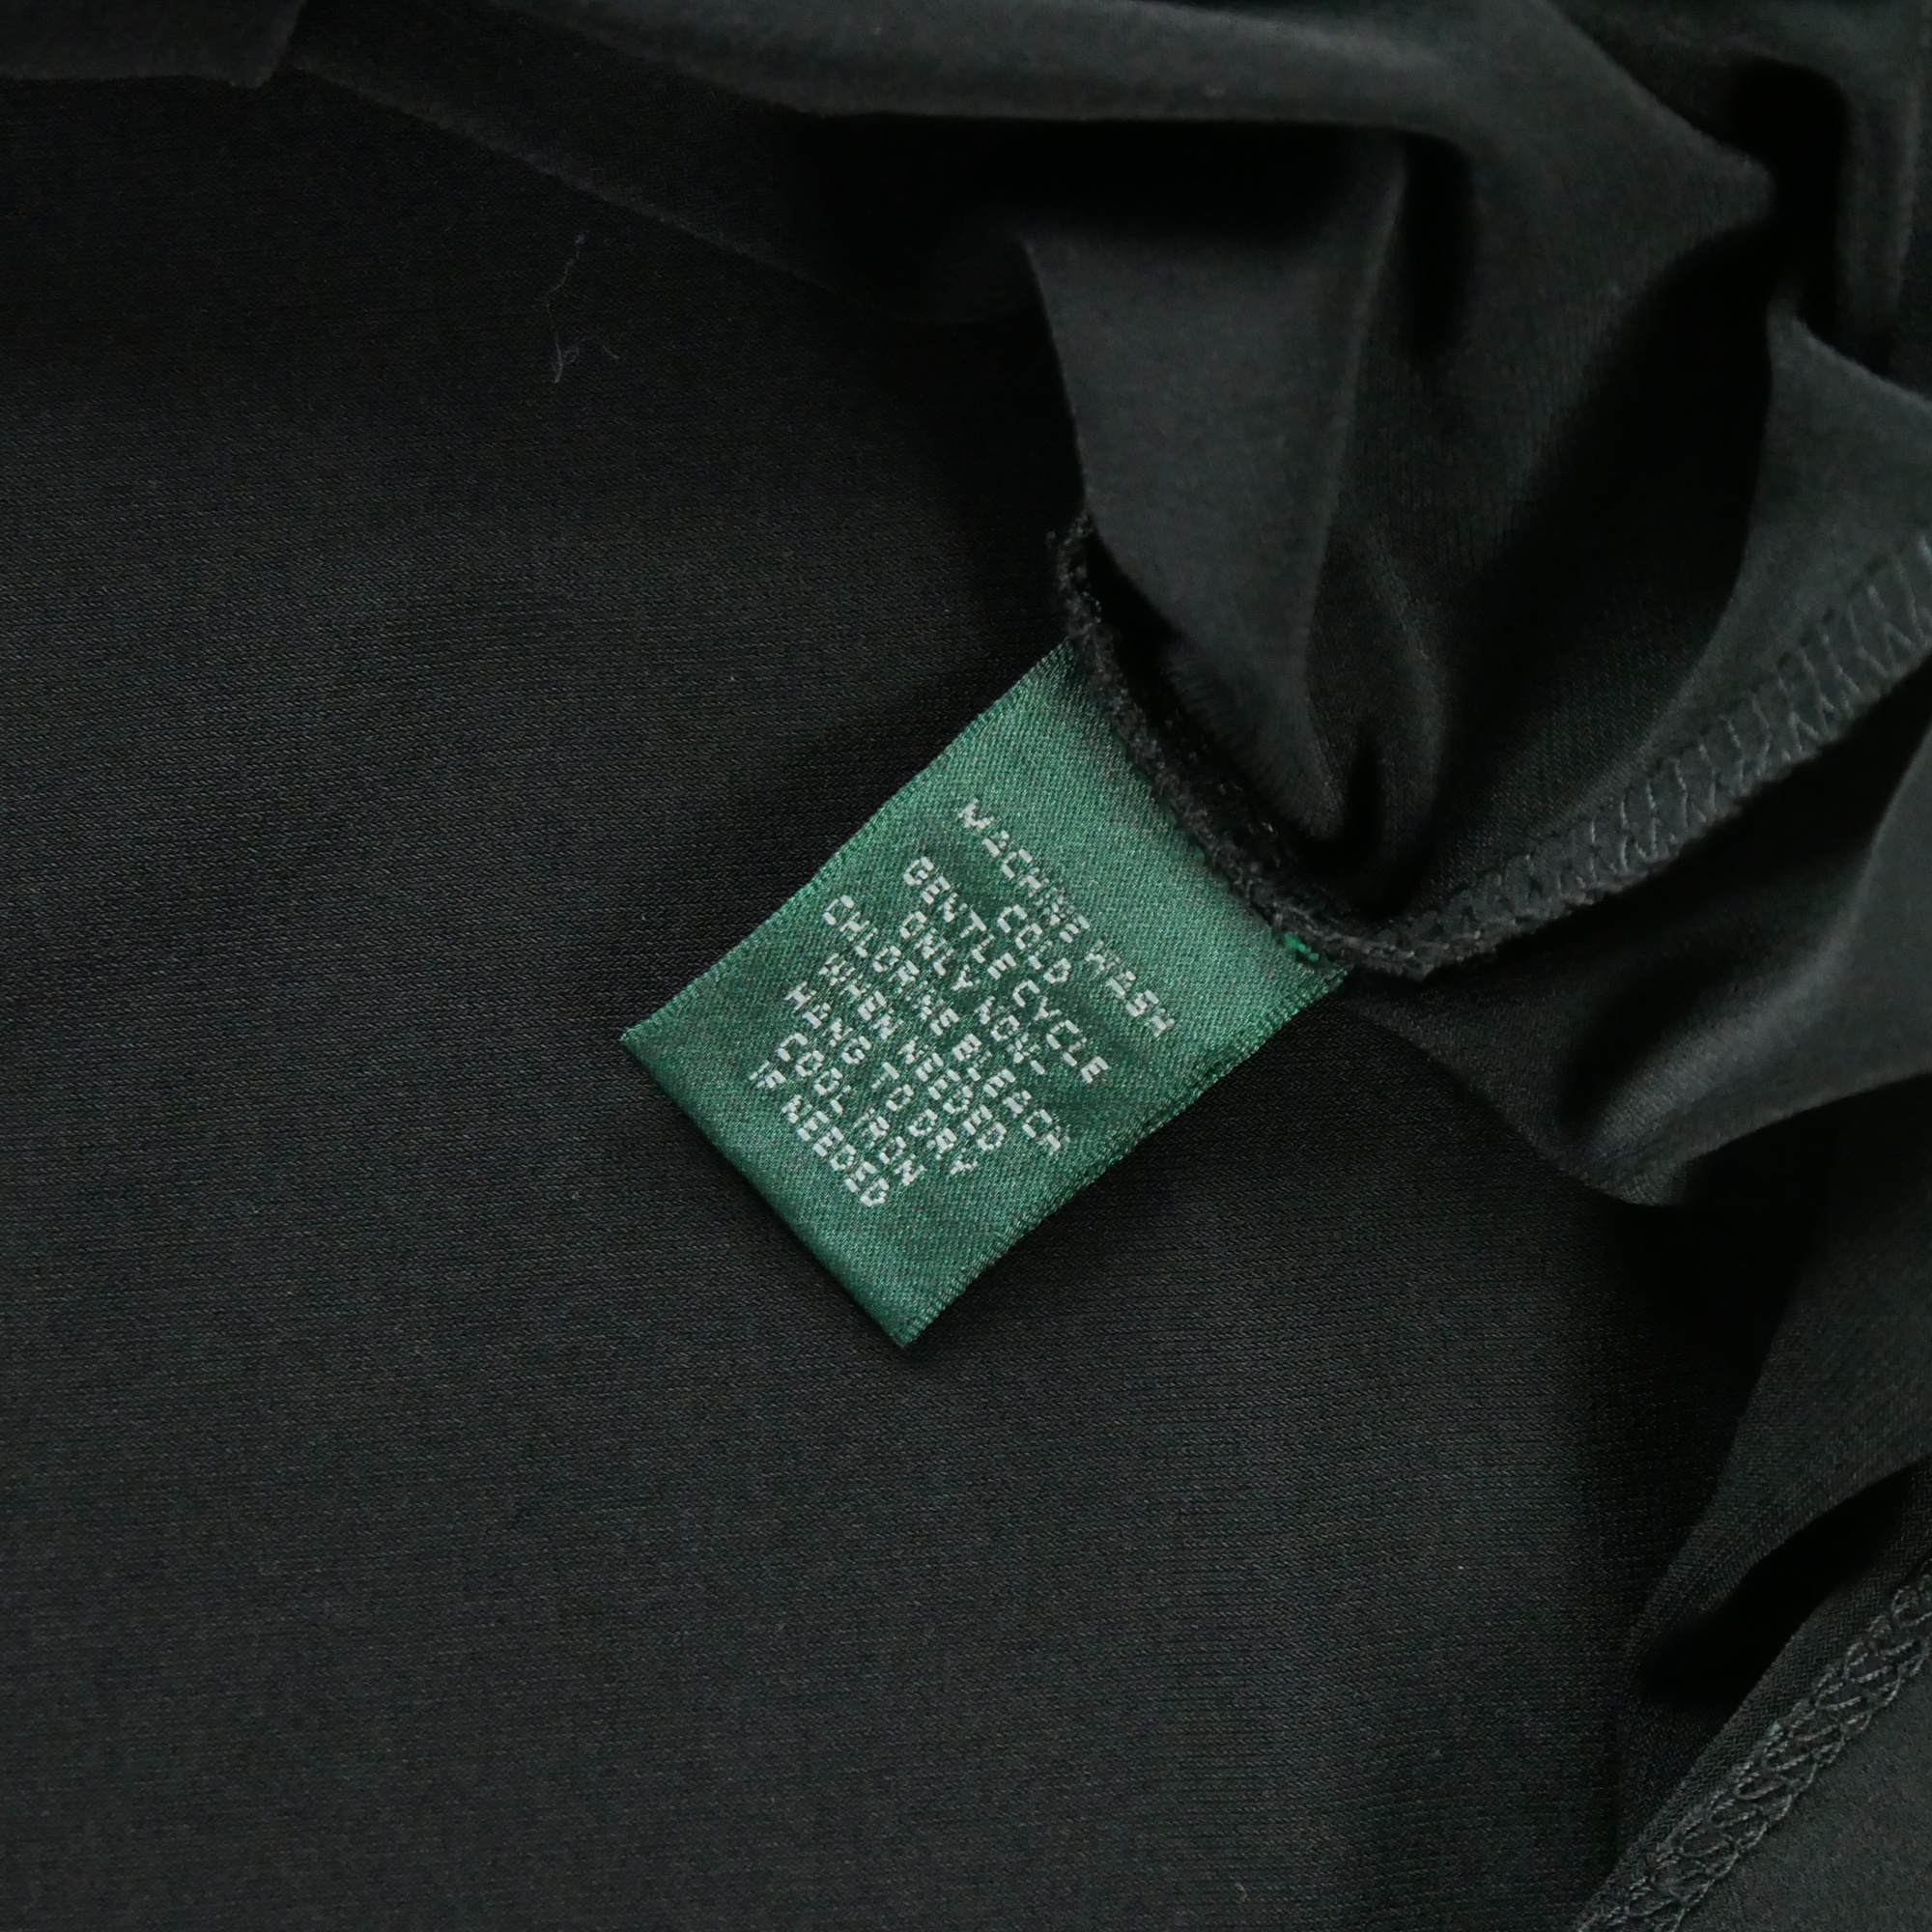 MACHINE WASH
COLD
GENTLE CYCLE
ONLY NON-
CHLORINE BLEACH
WHEN NEEDED
HANG TO DRY
COOL IRON
IF NEEDED